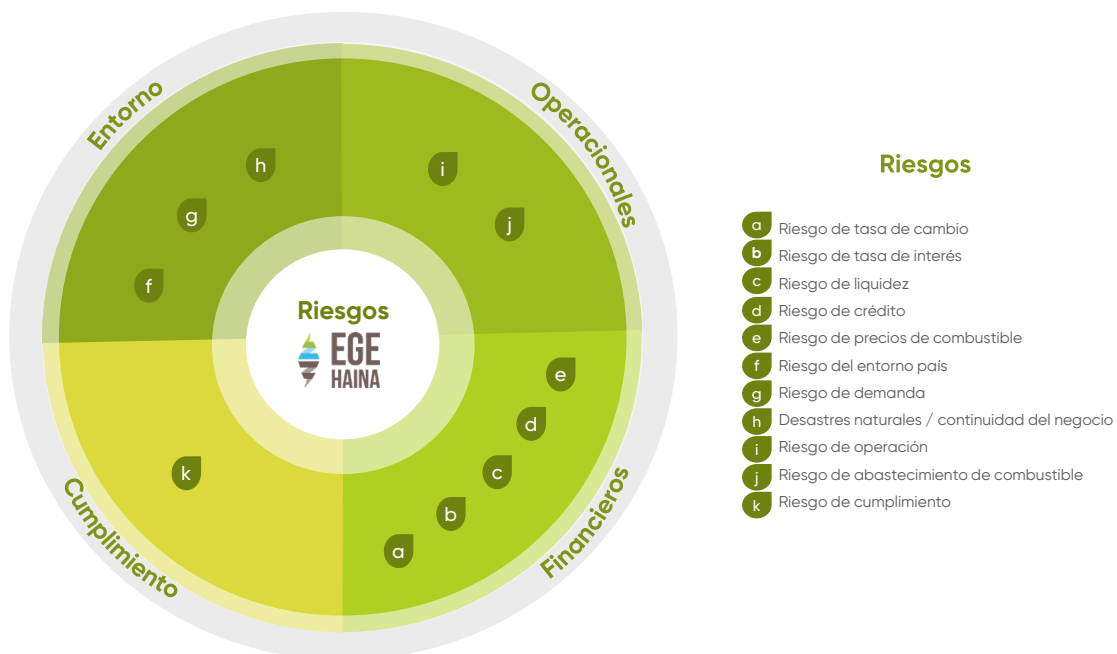 Entorno
Operacionales
h
i
g
j
f
Riesgos
EGE
HAINA
e
d
k
c
b
a
Cumplimiento
Financieros
Riesgos
a Riesgo de tasa de cambio
b Riesgo de tasa de interés
c Riesgo de liquidez
d Riesgo de crédito
e Riesgo de precios de combustible
f Riesgo del entorno país
g Riesgo de demanda
h Desastres naturales / continuidad del negocio
i Riesgo de operación
j Riesgo de abastecimiento de combustible
k Riesgo de cumplimiento